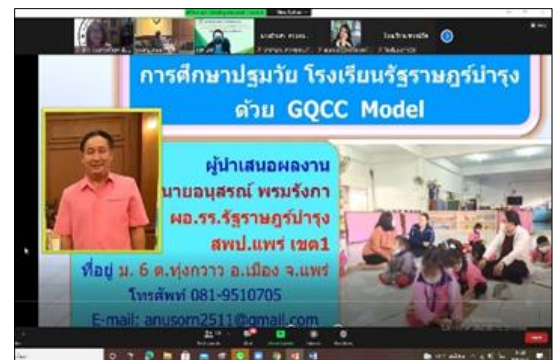 การศึกษาปฐมวัย โรงเรียนรัฐราษฎร์บำรุง
ด้วย GQCC Model
ผู้นำเสนอผลงาน
นายอนุสรณ์ พรมรังกา
ผอ.รร.รัฐราษฎร์บำรุง
สพป.แพร่ เขต1
ที่อยู่ ม. 6 ต.ทุ่งกวาว อ.เมือง จ.แพร่
โทรศัพท์ 081-9510705
E-mail: anusorn2511@gmail.com